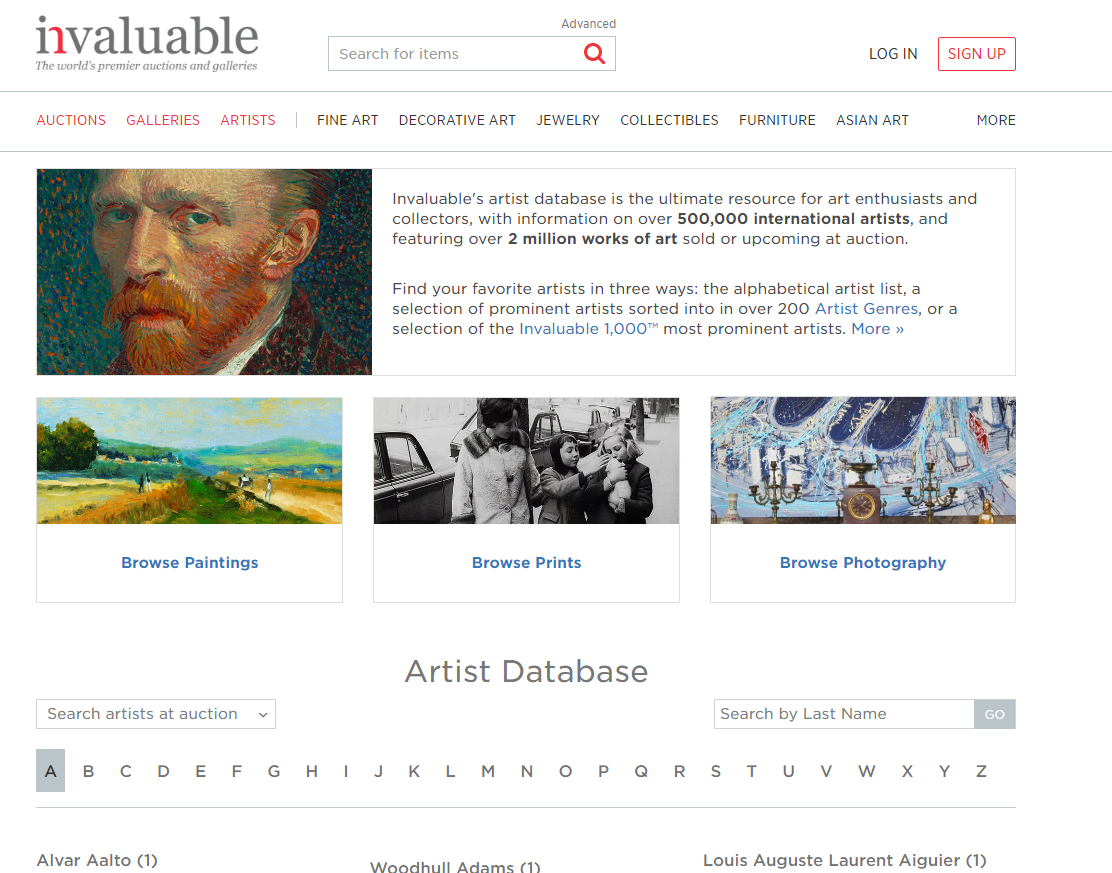 invaluable
The world's premier auctions and galleries
Advanced
Search for items
LOG IN
SIGN UP
AUCTIONS GALLERIES ARTISTS FINE ART DECORATIVE ART JEWELRY COLLECTIBLES FURNITURE ASIAN ART MORE
Invaluable's artist database is the ultimate resource for art enthusiasts and
collectors, with information on over 500,000 international artists, and
featuring over 2 million works of art sold or upcoming at auction.
Find your favorite artists in three ways: the alphabetical artist list, a
selection of prominent artists sorted into in over 200 Artist Genres, or a
selection of the Invaluable 1,000™ most prominent artists. More »
Browse Paintings
Browse Prints
Browse Photography
Artist Database
Search artists at auction
Search by Last Name GO
A B C D E F G H I J K L M N O P Q R S T U V W X Y Z
Alvar Aalto (1)
Woodhull Adams (1)
Louis Auguste Laurent Aiguier (1)